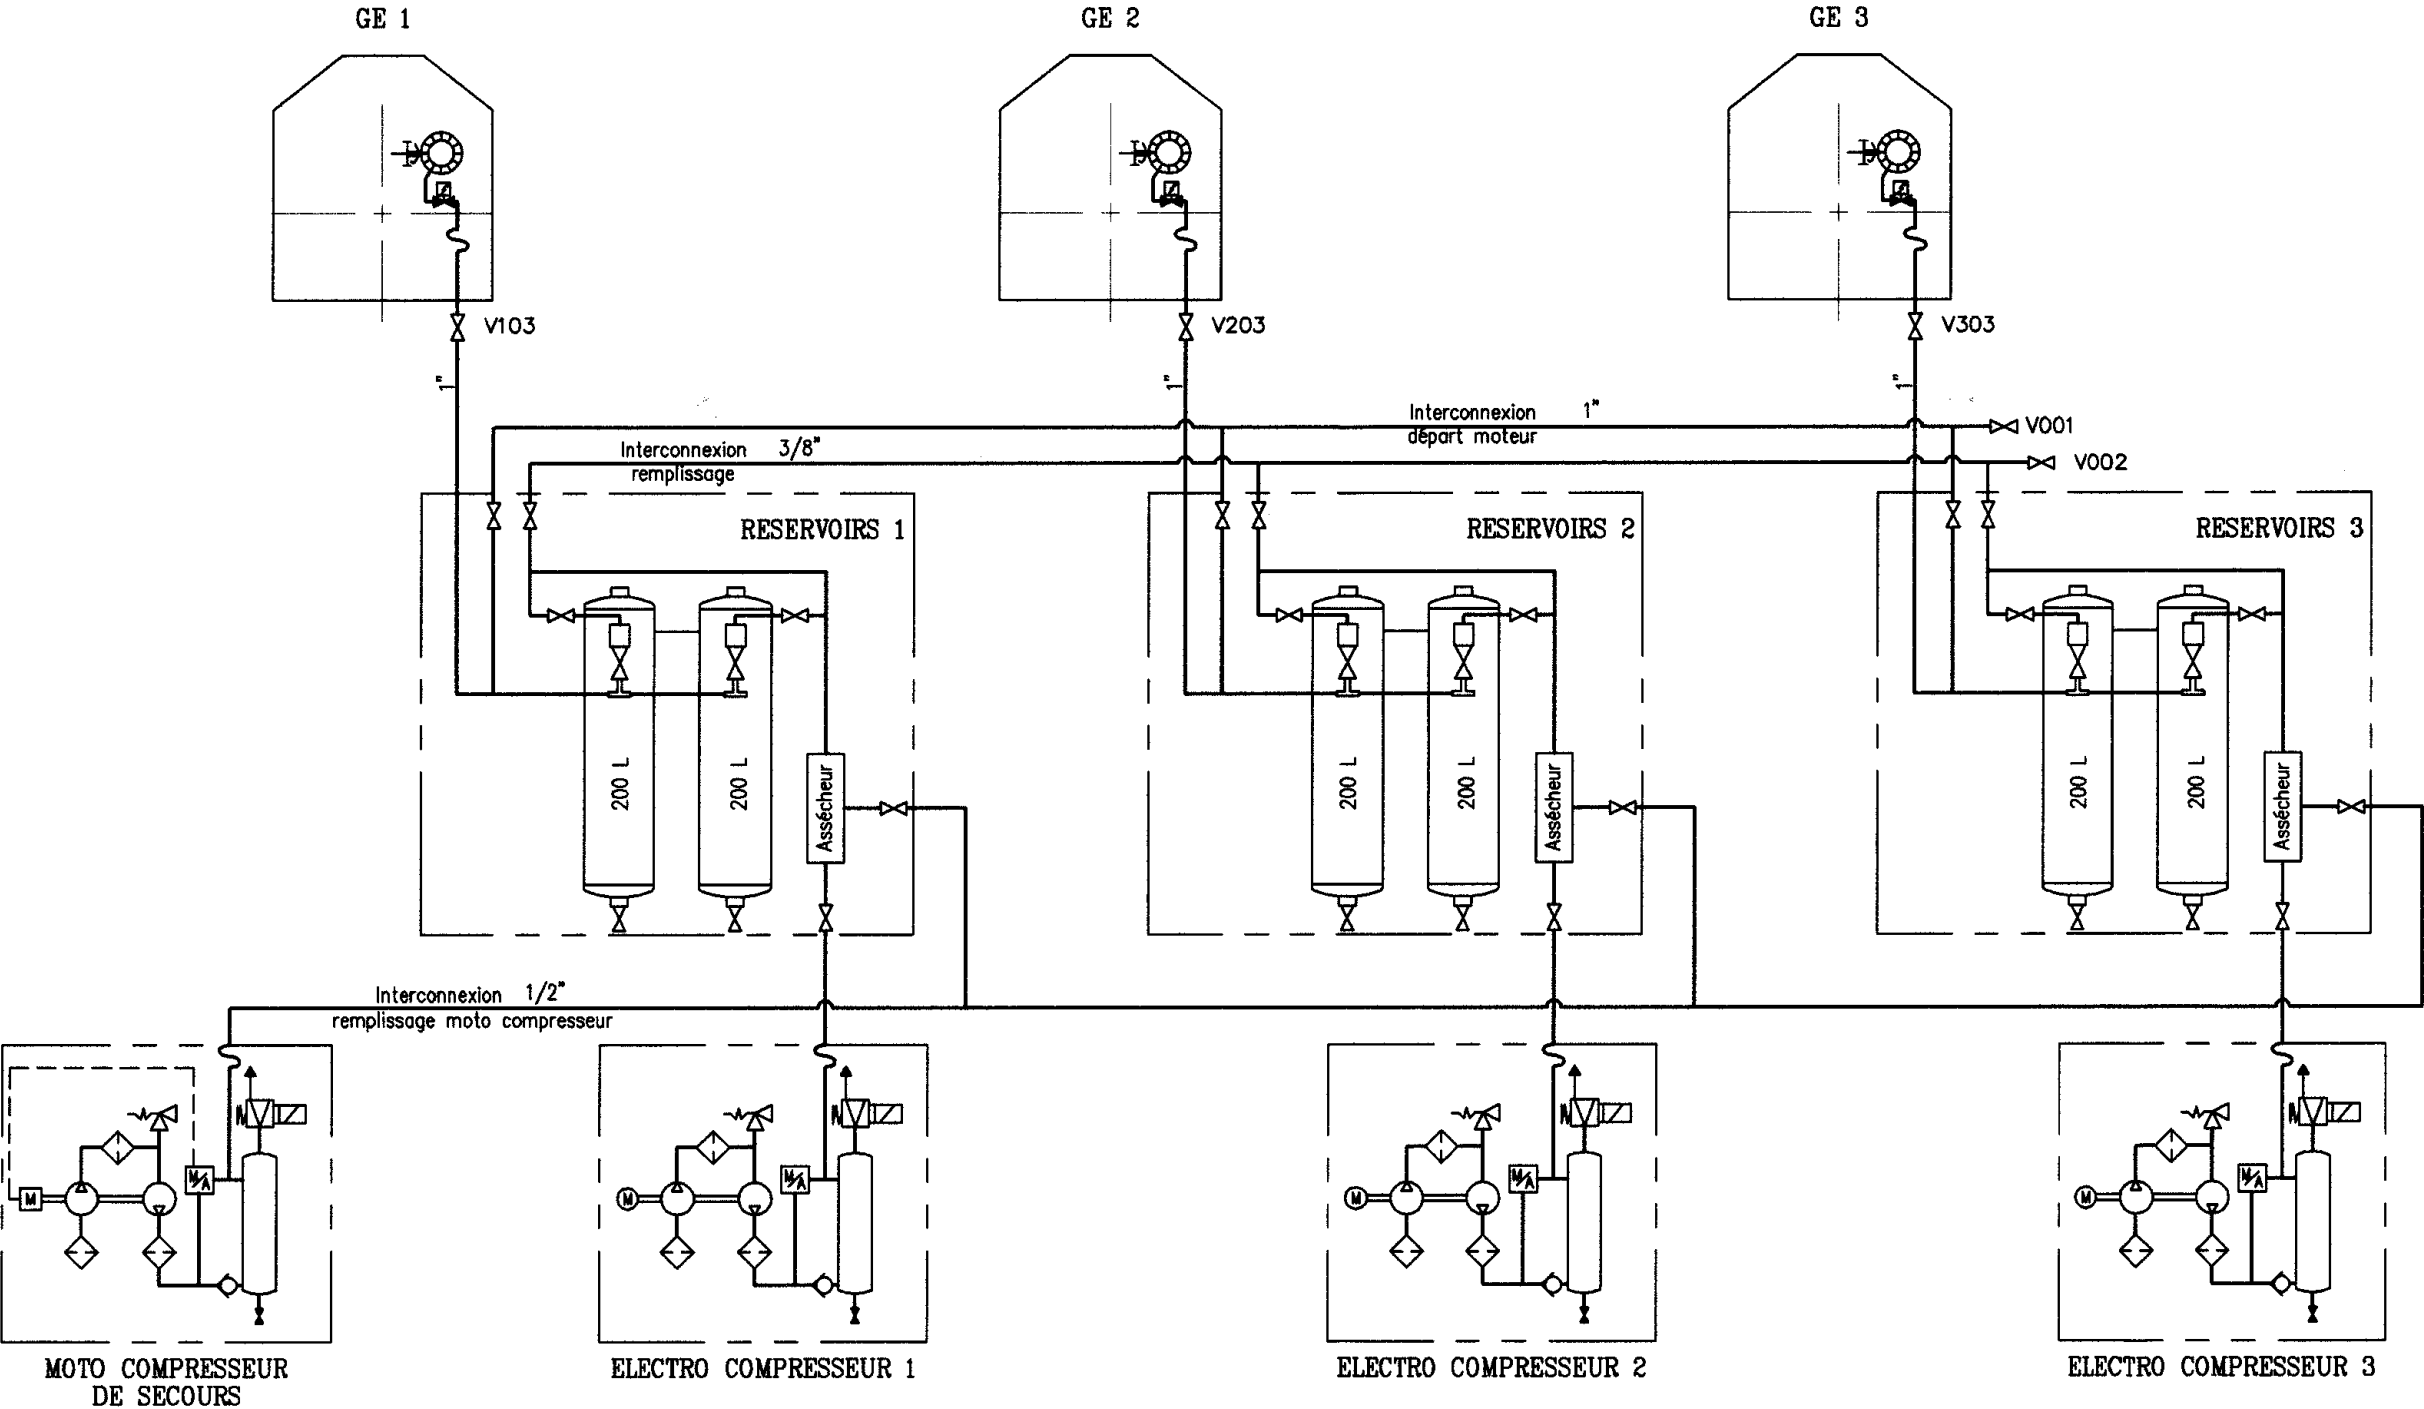 GE 1
GE 2
GE 3
V103
V203
V303
1"
1"
1"
Interconnexion 1"
départ moteur
V001
Interconnexion 3/8"
remplissage
V002
RESERVOIRS 1
RESERVOIRS 2
RESERVOIRS 3
200 L
200 L
Assécheur
200 L
200 L
Assécheur
200 L
200 L
Assécheur
Interconnexion 1/2"
remplissage moto compresseur
M
M/A
M
M/A
M
M/A
M
M/A
MOTO COMPRESSEUR
DE SECOURS
ELECTRO COMPRESSEUR 1
ELECTRO COMPRESSEUR 2
ELECTRO COMPRESSEUR 3